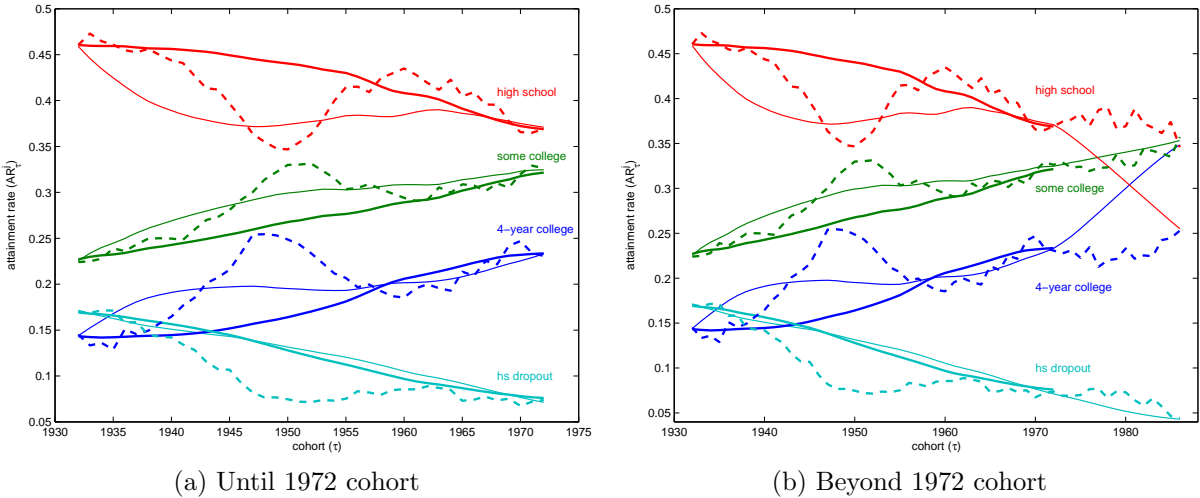 0.5
0.45
0.4
0.35
0.3
0.25
0.2
0.15
0.1
0.05
attainment rate (AR^j_τ)
high school
some college
4−year college
hs dropout
1930 1935 1940 1945 1950 1955 1960 1965 1970 1975
cohort (τ)
(a) Until 1972 cohort
0.5
0.45
0.4
0.35
0.3
0.25
0.2
0.15
0.1
0.05
attainment rate (AR^j_τ)
high school
some college
4−year college
hs dropout
1930 1940 1950 1960 1970 1980
cohort (τ)
(b) Beyond 1972 cohort